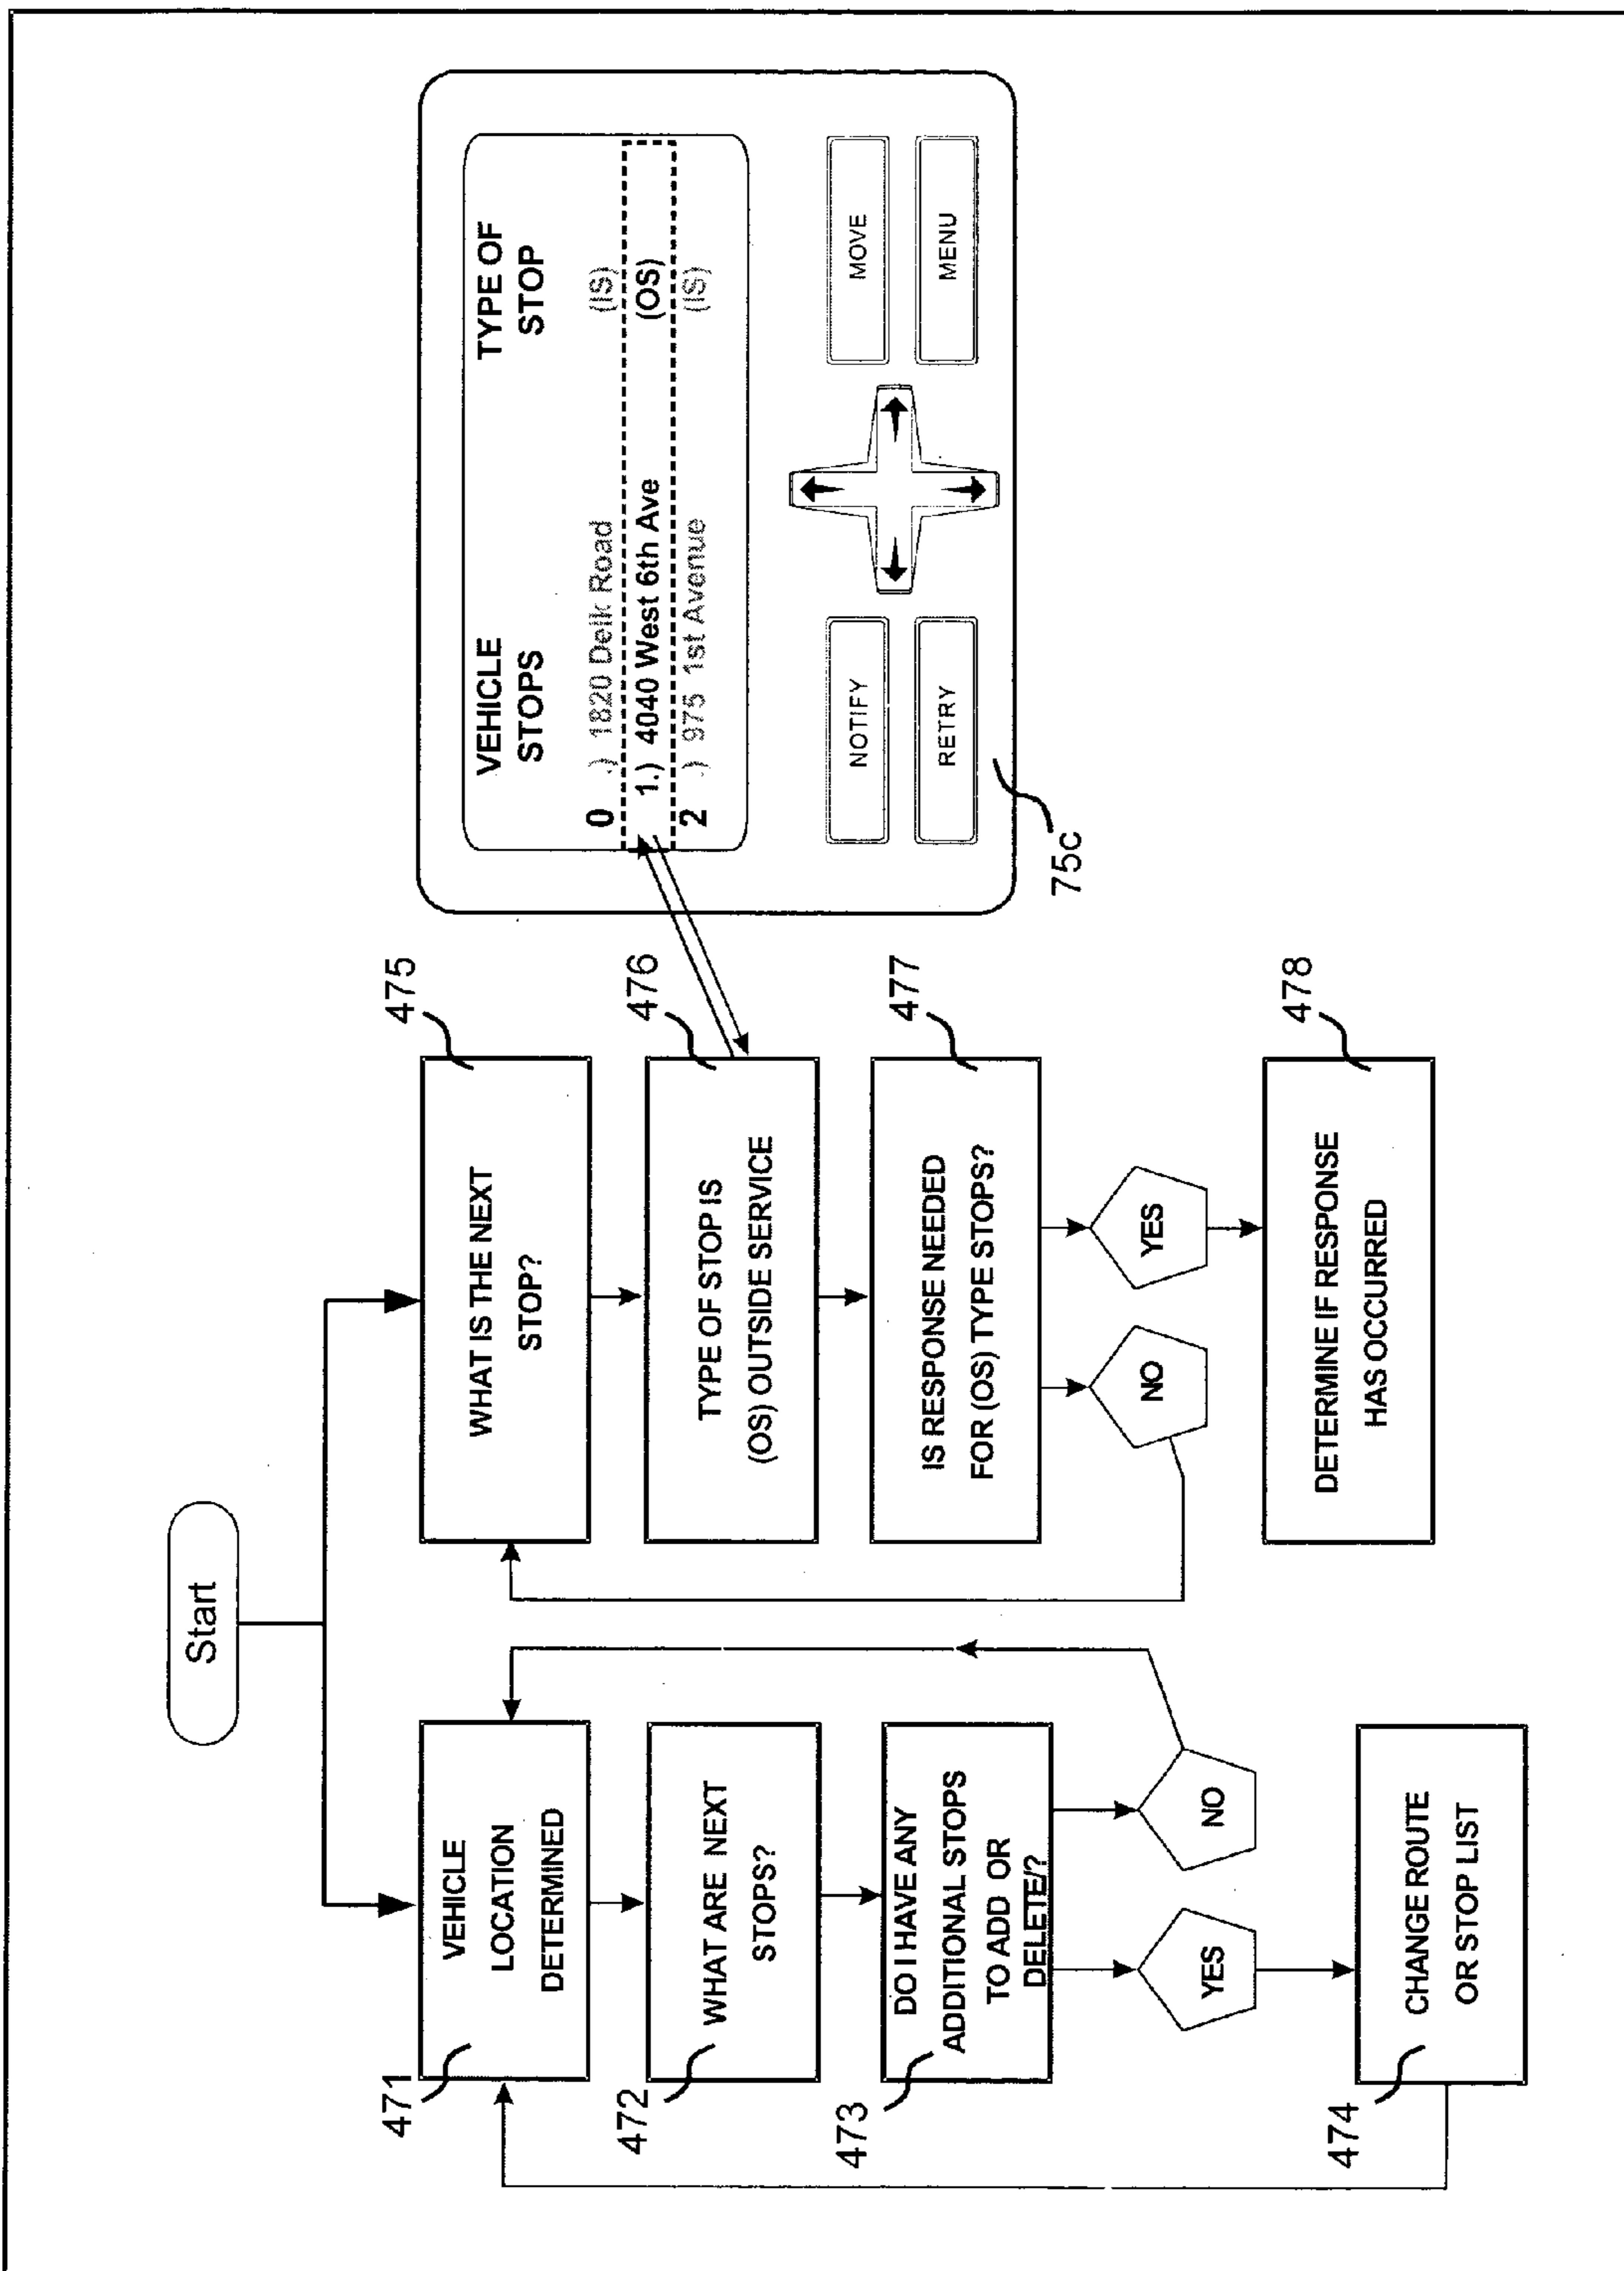 Start
471
VEHICLE
LOCATION
DETERMINED
472
WHAT ARE NEXT
STOPS?
473
DO I HAVE ANY
ADDITIONAL STOPS
TO ADD OR
DELETE/?
YES
NO
474
CHANGE ROUTE
OR STOP LIST
475
WHAT IS THE NEXT
STOP?
476
TYPE OF STOP IS
(OS) OUTSIDE SERVICE
477
IS RESPONSE NEEDED
FOR (OS) TYPE STOPS?
NO
YES
478
DETERMINE IF RESPONSE
HAS OCCURRED
VEHICLE
STOPS
TYPE OF
STOP
0 .) 1820 Delk Road (IS)
1.) 4040 West 6th Ave (OS)
2 .) 975 1st Avenue (IS)
NOTIFY
MOVE
RETRY
MENU
75c